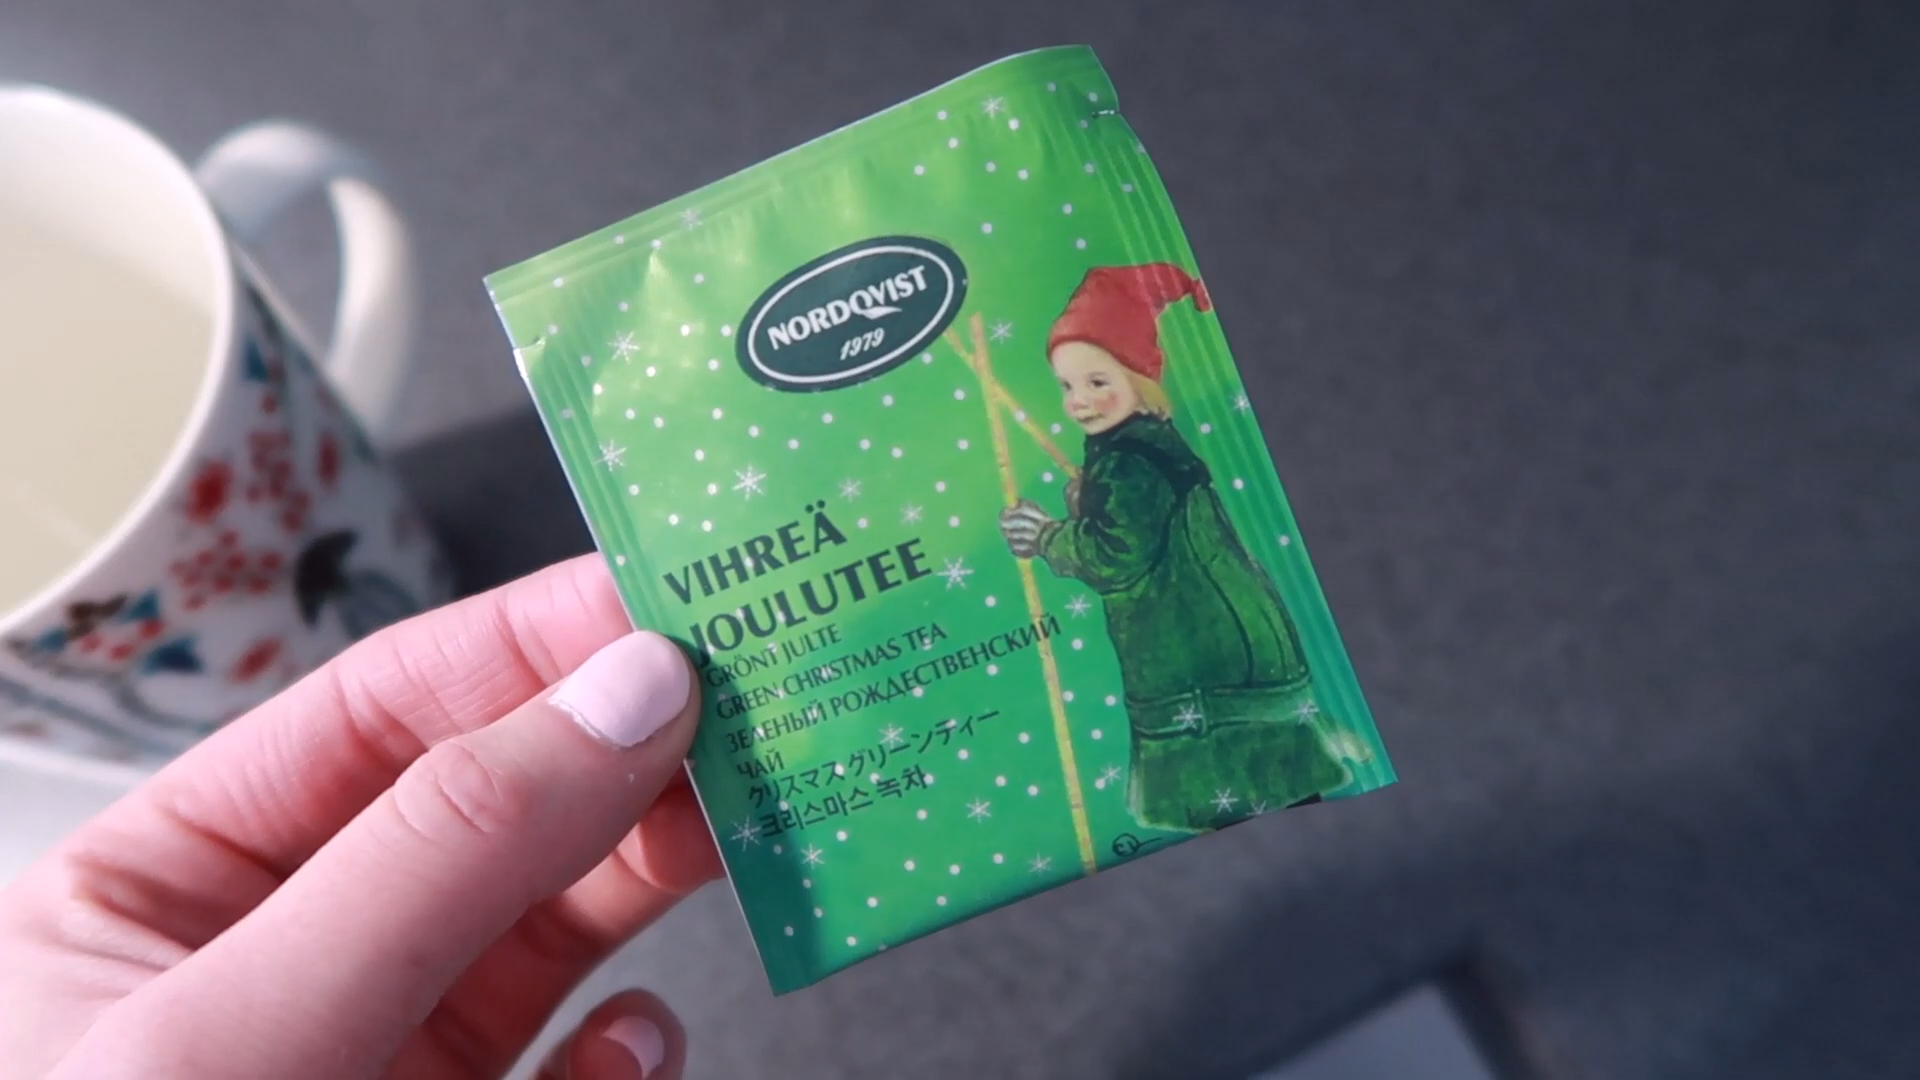 NORDQVIST
1979
VIHREÄ
JOULUTEE
GRÖNT JULTE
GREEN CHRISTMAS TEA
ЗЕЛЕНЫЙ РОЖДЕСТВЕНСКИЙ
ЧАЙ
クリスマス グリーンティー
크리스마스 녹차